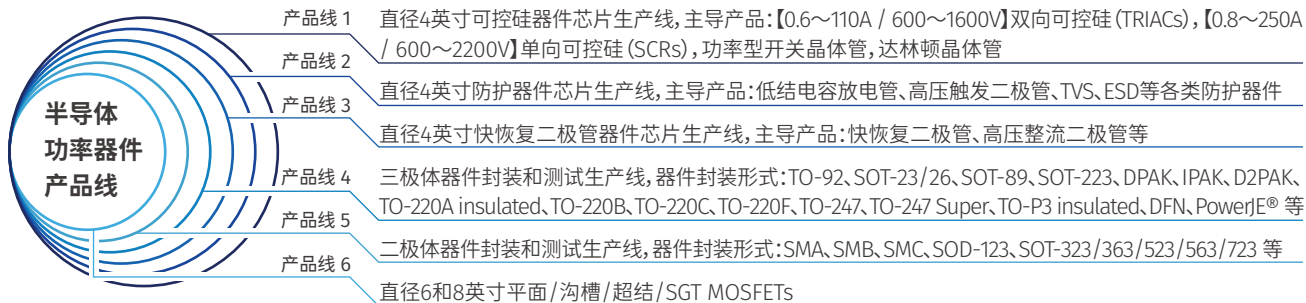 半导体
功率器件
产品线
产品线 1
直径4英寸可控硅器件芯片生产线，主导产品：【0.6～110A / 600～1600V】双向可控硅（TRIACs），【0.8～250A
/ 600～2200V】单向可控硅（SCRs），功率型开关晶体管，达林顿晶体管
产品线 2
直径4英寸防护器件芯片生产线，主导产品：低结电容放电管、高压触发二极管、TVS、ESD等各类防护器件
产品线 3
直径4英寸快恢复二极管器件芯片生产线，主导产品：快恢复二极管、高压整流二极管等
产品线 4
三极体器件封装和测试生产线，器件封装形式：TO-92、SOT-23/26、SOT-89、SOT-223、DPAK、IPAK、D2PAK、
TO-220A insulated、TO-220B、TO-220C、TO-220F、TO-247、TO-247 Super、TO-P3 insulated、DFN、PowerJE® 等
产品线 5
二极体器件封装和测试生产线，器件封装形式：SMA、SMB、SMC、SOD-123、SOT-323/363/523/563/723 等
产品线 6
直径6和8英寸平面/沟槽/超结/SGT MOSFETs